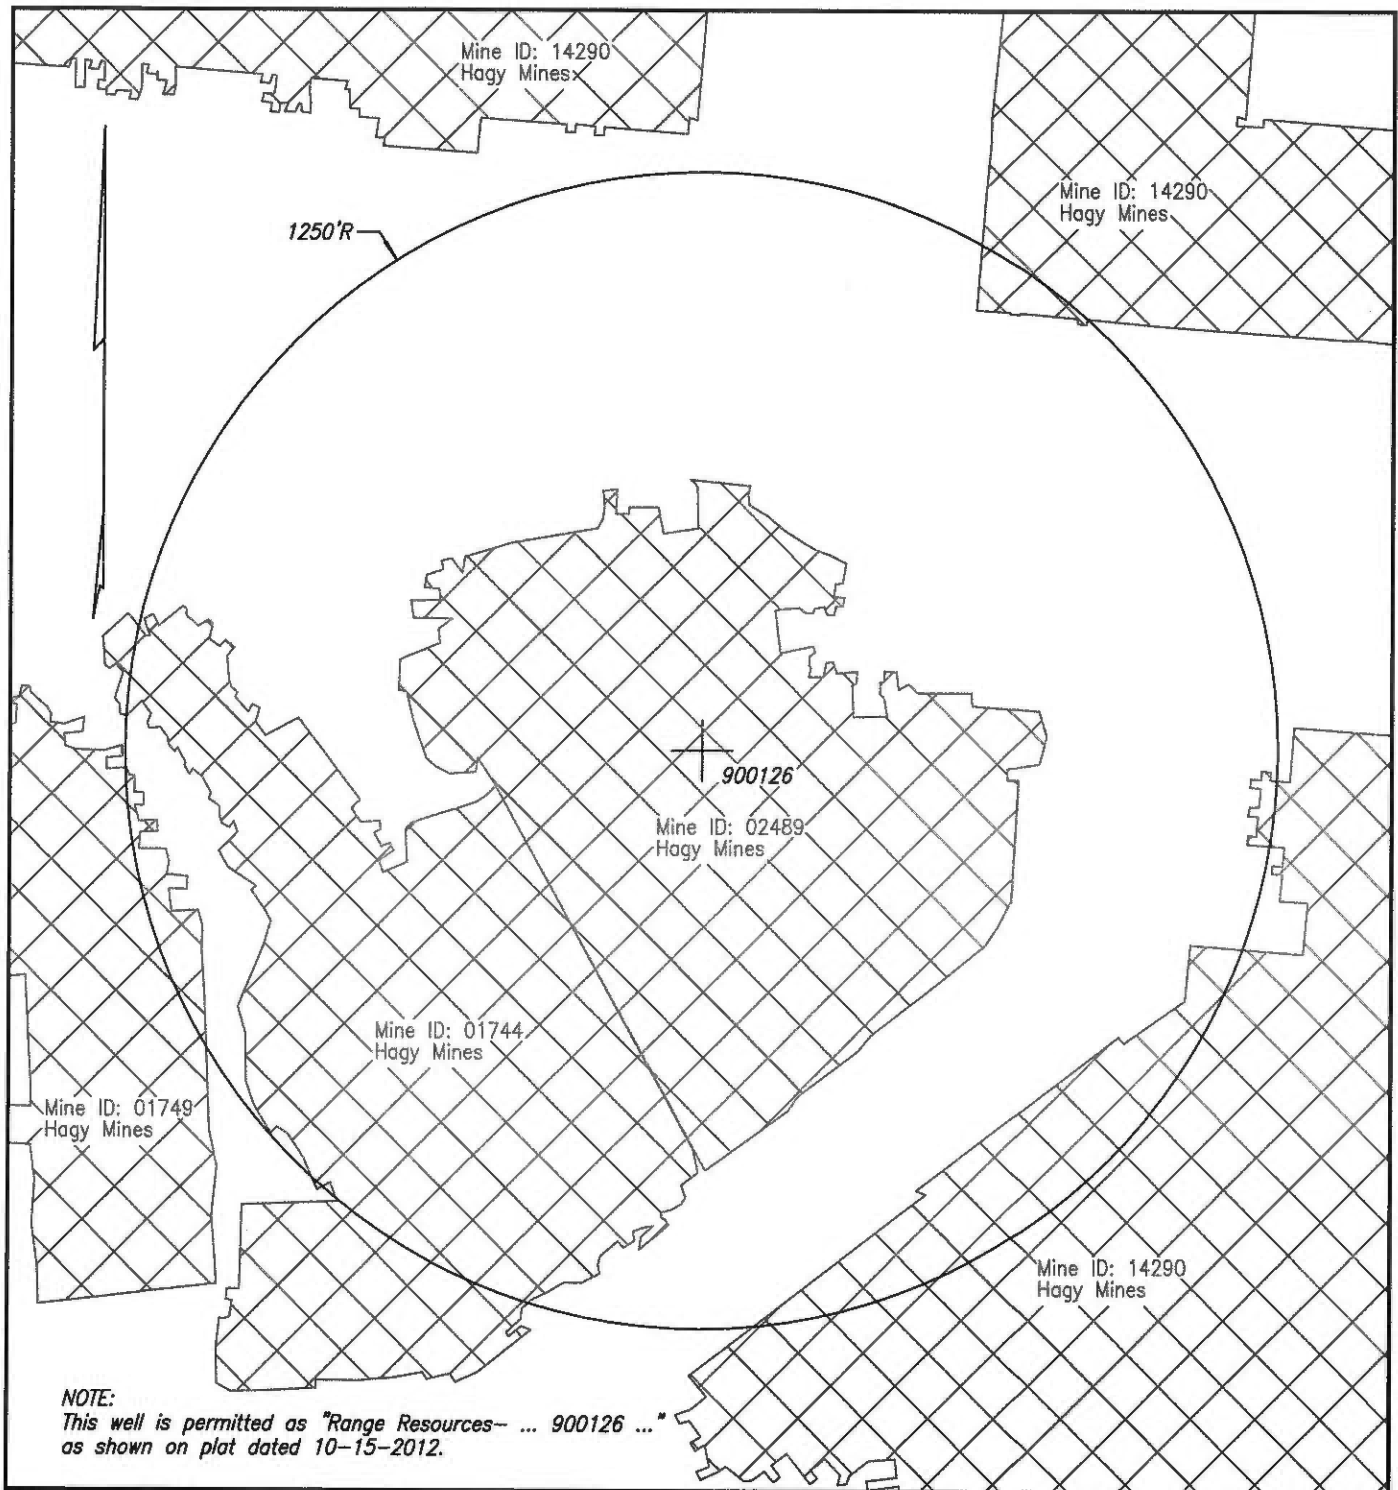 Mine ID: 14290
Hagy Mines
Mine ID: 14290
Hagy Mines
1250'R
900126
Mine ID: 02489
Hagy Mines
Mine ID: 01744
Hagy Mines
Mine ID: 01749
Hagy Mines
Mine ID: 14290
Hagy Mines
NOTE:
This well is permitted as "Range Resources- ... 900126 ..."
as shown on plat dated 10-15-2012.